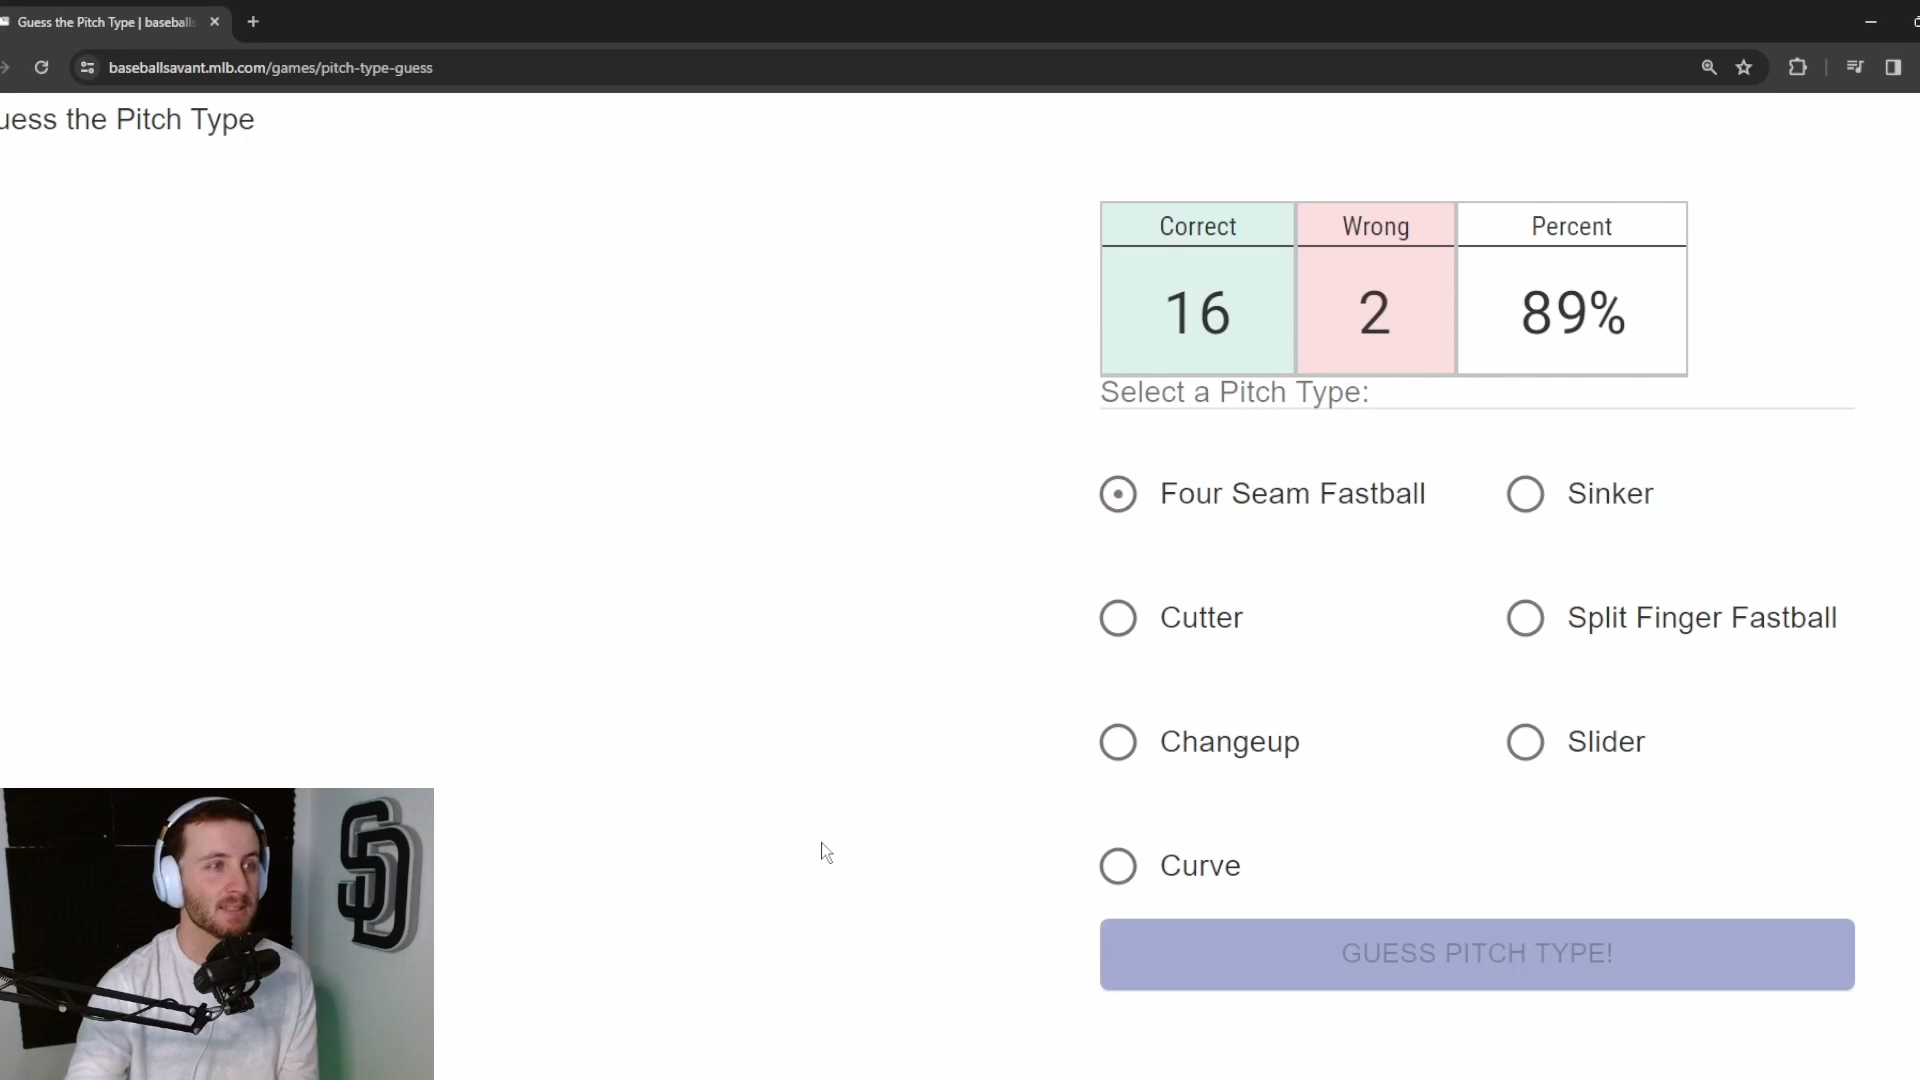 Guess the Pitch Type | baseballs
baseballsavant.mlb.com/games/pitch-type-guess
uess the Pitch Type
Correct Wrong Percent
16 2 89%
Select a Pitch Type:
Four Seam Fastball Sinker
Cutter Split Finger Fastball
Changeup Slider
Curve
GUESS PITCH TYPE!
SD